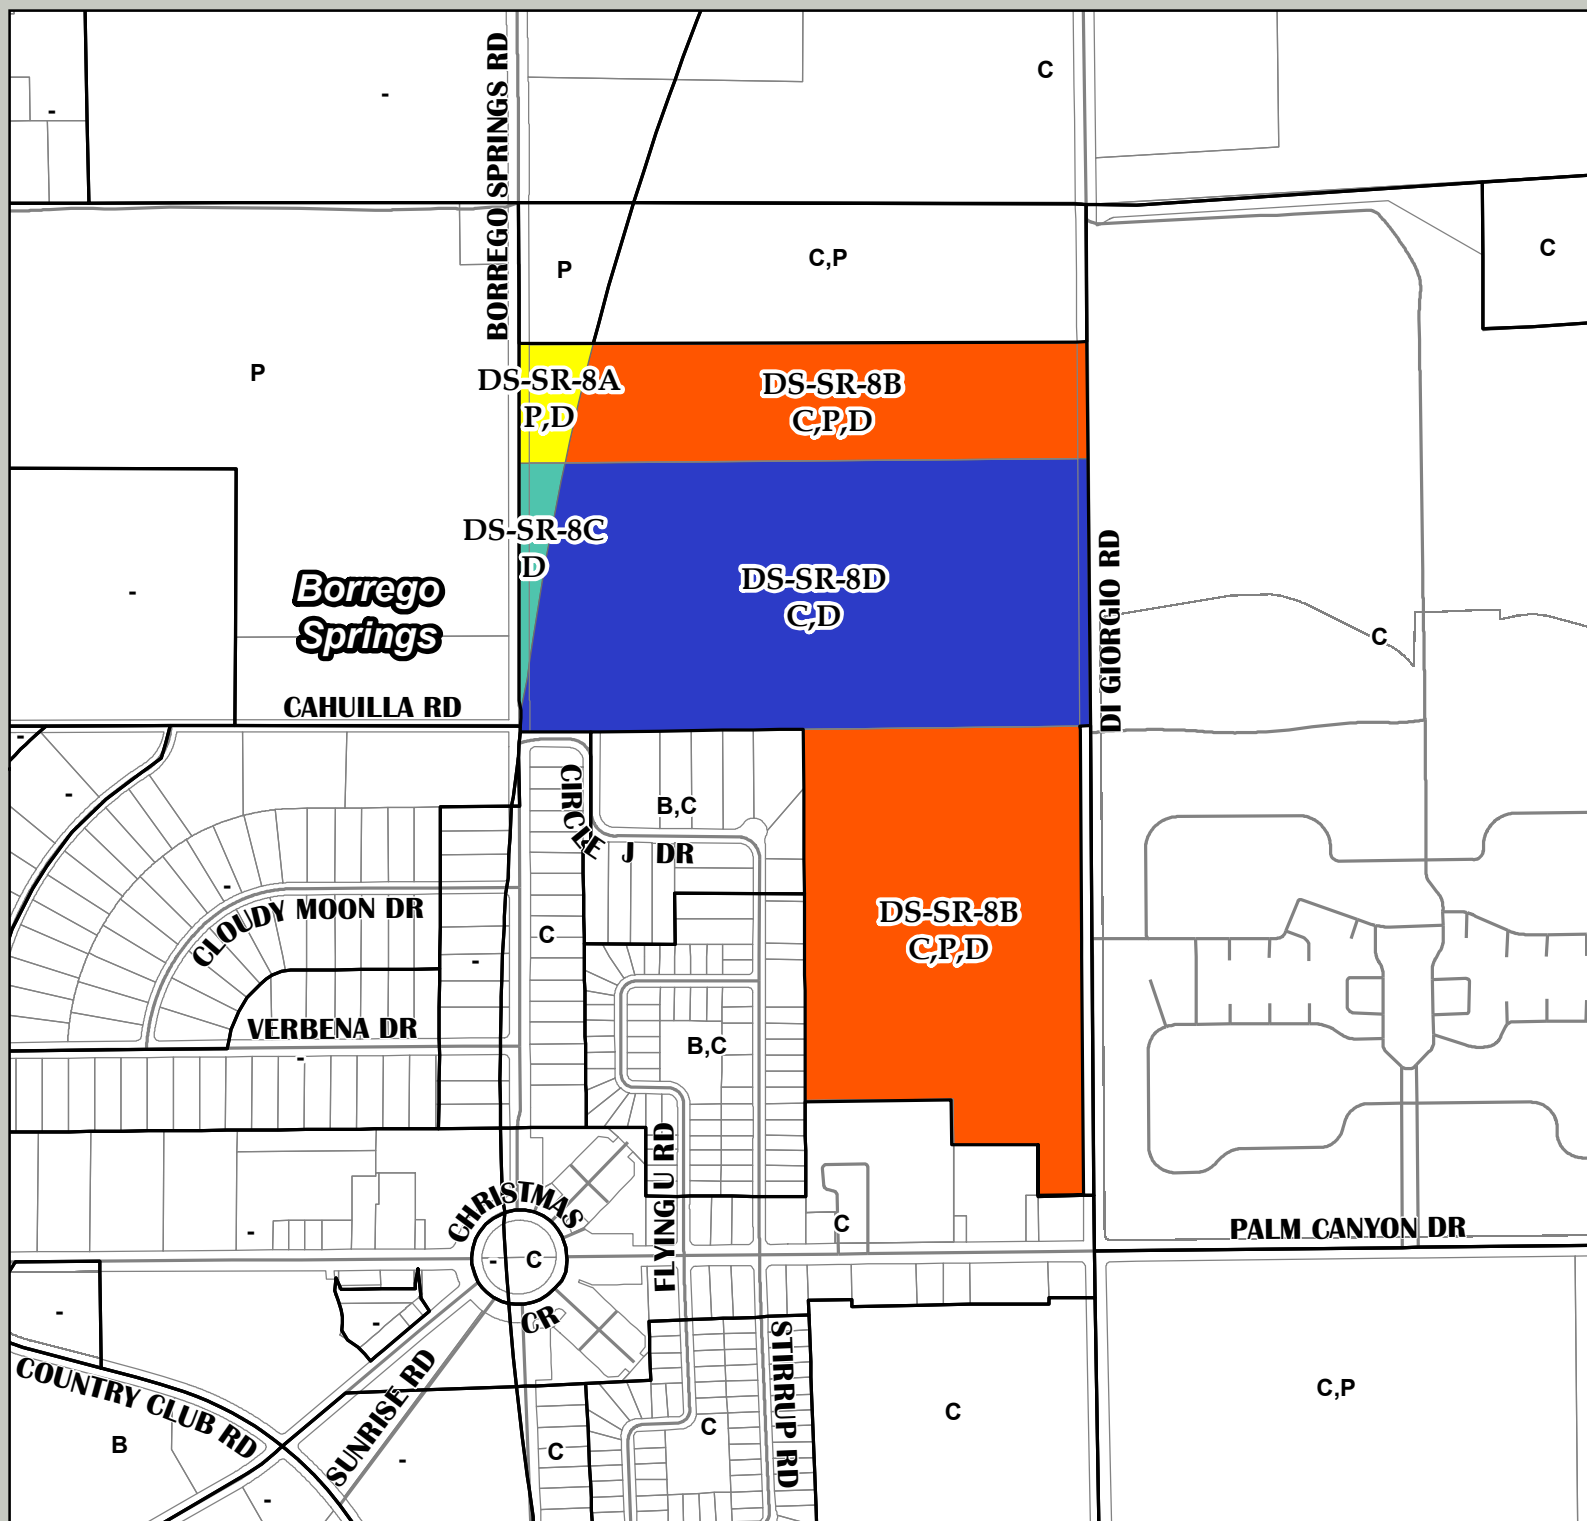 BORREGO SPRINGS RD
-
-
C
P
C,P
C
P
DS-SR-8A
P,D
DS-SR-8B
C,P,D
DS-SR-8C
D
DS-SR-8D
C,D
-
Borrego
Springs
CAHUILLA RD
DI GIORGIO RD
C
-
-
CIRCLE J DR
B,C
-
CLOUDY MOON DR
C
-
DS-SR-8B
C,P,D
VERBENA DR
-
B,C
FLYING U RD
CHRISTMAS
CR
-
C
-
C
PALM CANYON DR
-
-
COUNTRY CLUB RD
SUNRISE RD
STIRRUP RD
B
-
-
C
C
C
C,P